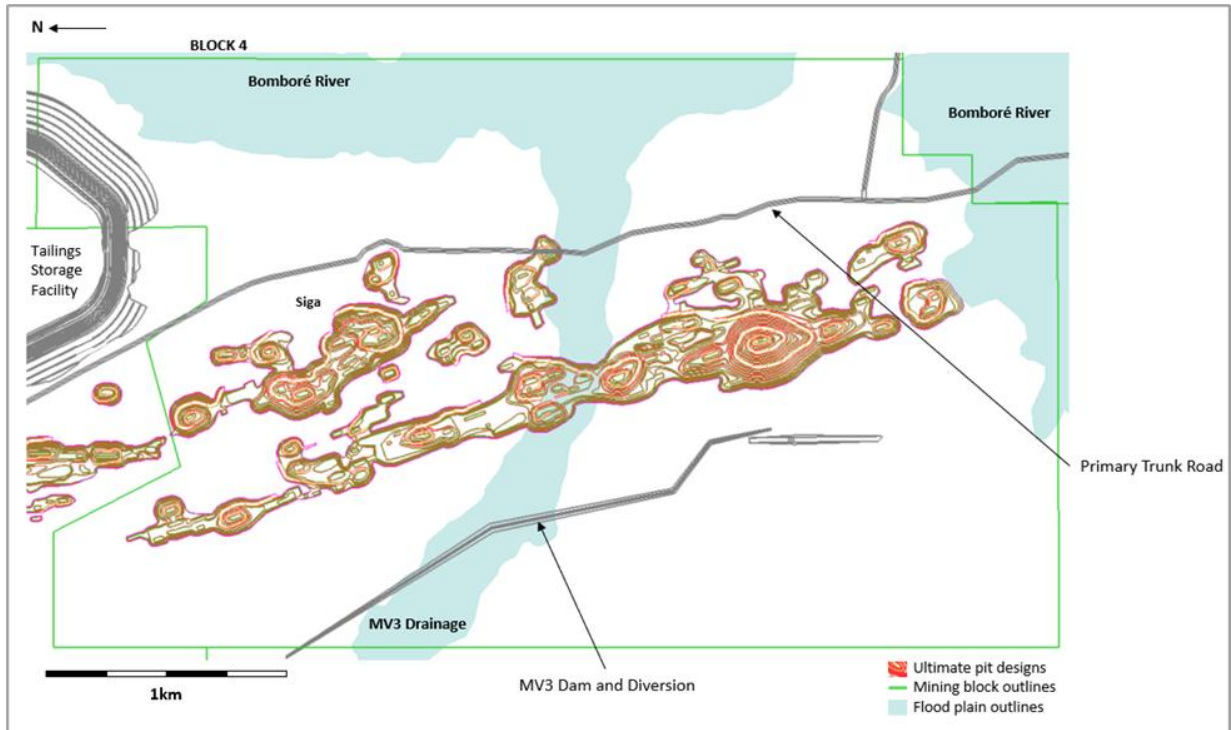 N
BLOCK 4
Bomboré River
Bomboré River
Tailings
Storage
Facility
Siga
Primary Trunk Road
MV3 Drainage
1km
MV3 Dam and Diversion
Ultimate pit designs
Mining block outlines
Flood plain outlines